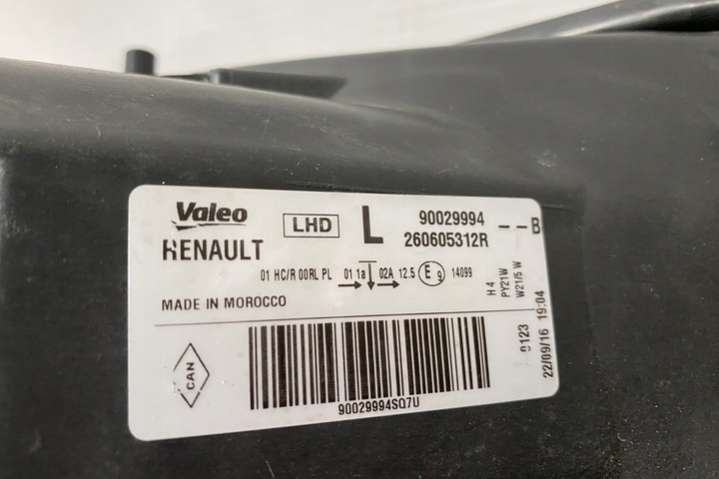 Valeo
RENAULT
LHD
L
90029994
260605312R
-- B
01 HC/R 00RL PL 01 1a 02A 12.5 E 9 14099
MADE IN MOROCCO
H4
PY21W
W21/5 W
0123
22/09/16 19:04
CAN
90029994SQ7U